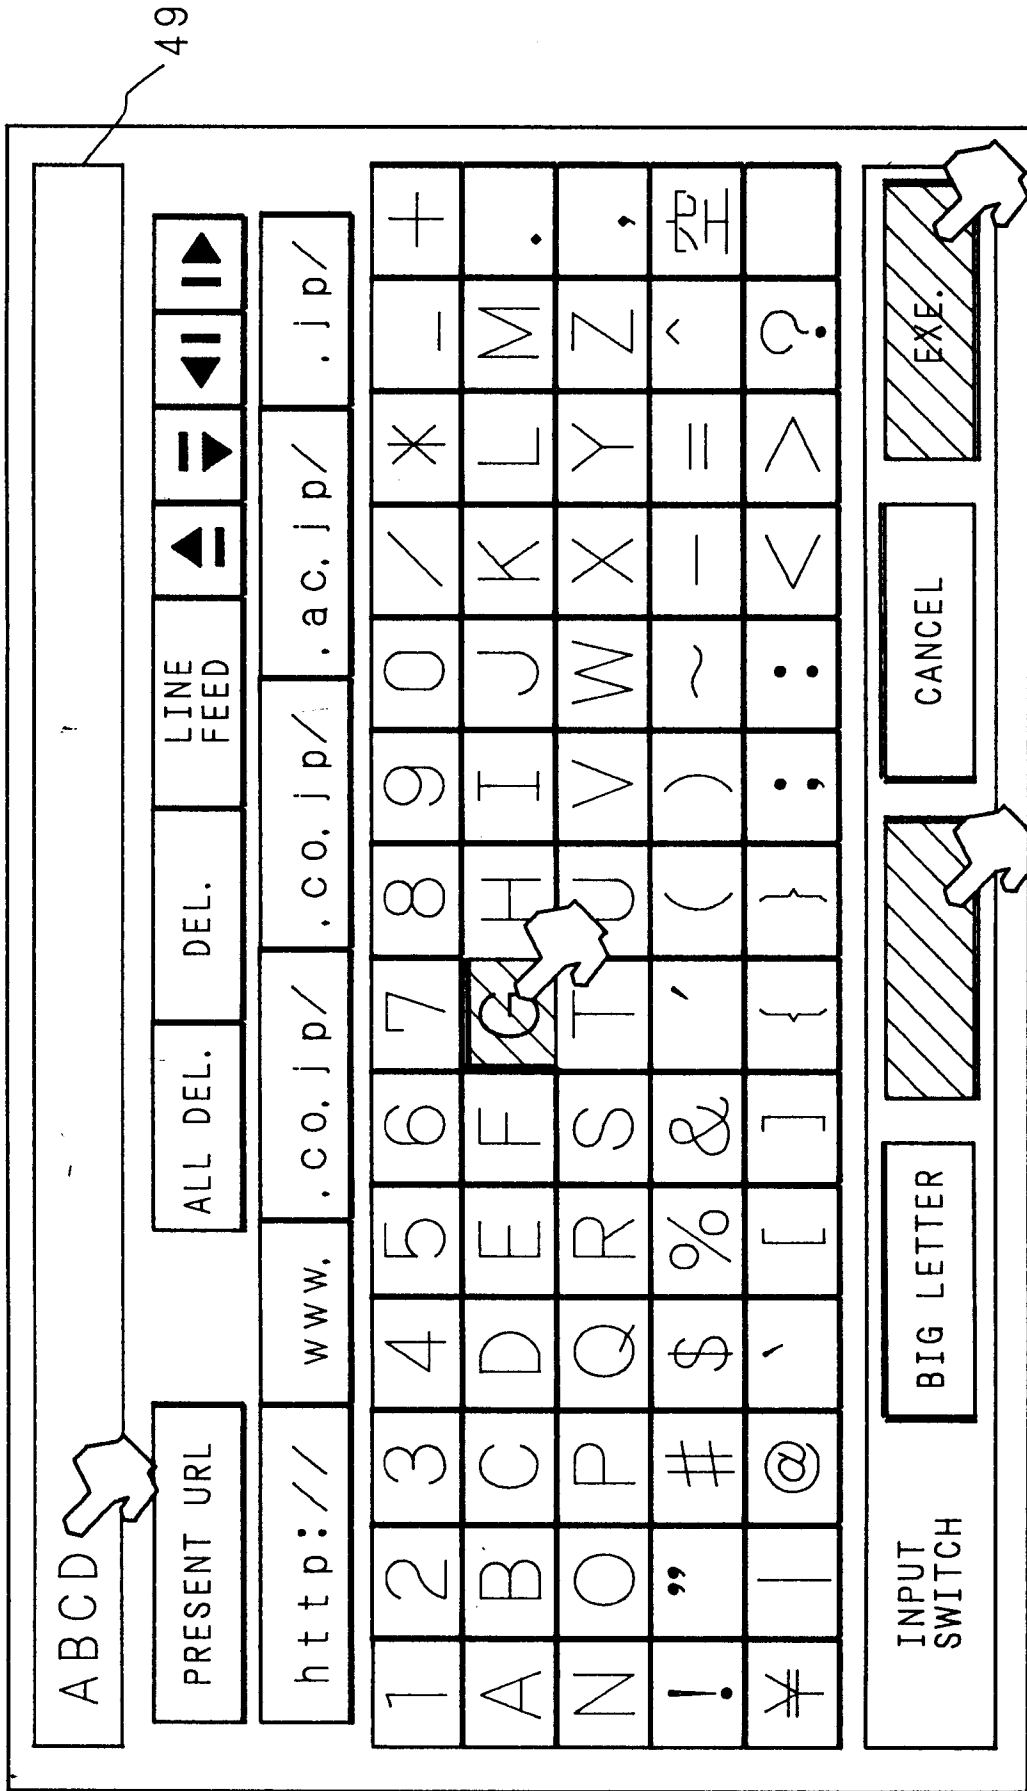 49
ABCD
PRESENT URL ALL DEL. DEL. LINE FEED
http:// www. .co.jp/ .co.jp/ .ac.jp/ .jp/
1 2 3 4 5 6 7 8 9 0 / * - +
A B C D E F G H I J K L M .
N O P Q R S T U V W X Y Z ,
! " # $ % & ' ( ) ~ — = ^ 空
¥ | @ ` [ ] { } ; : < > ?
INPUT SWITCH BIG LETTER CANCEL EXE.